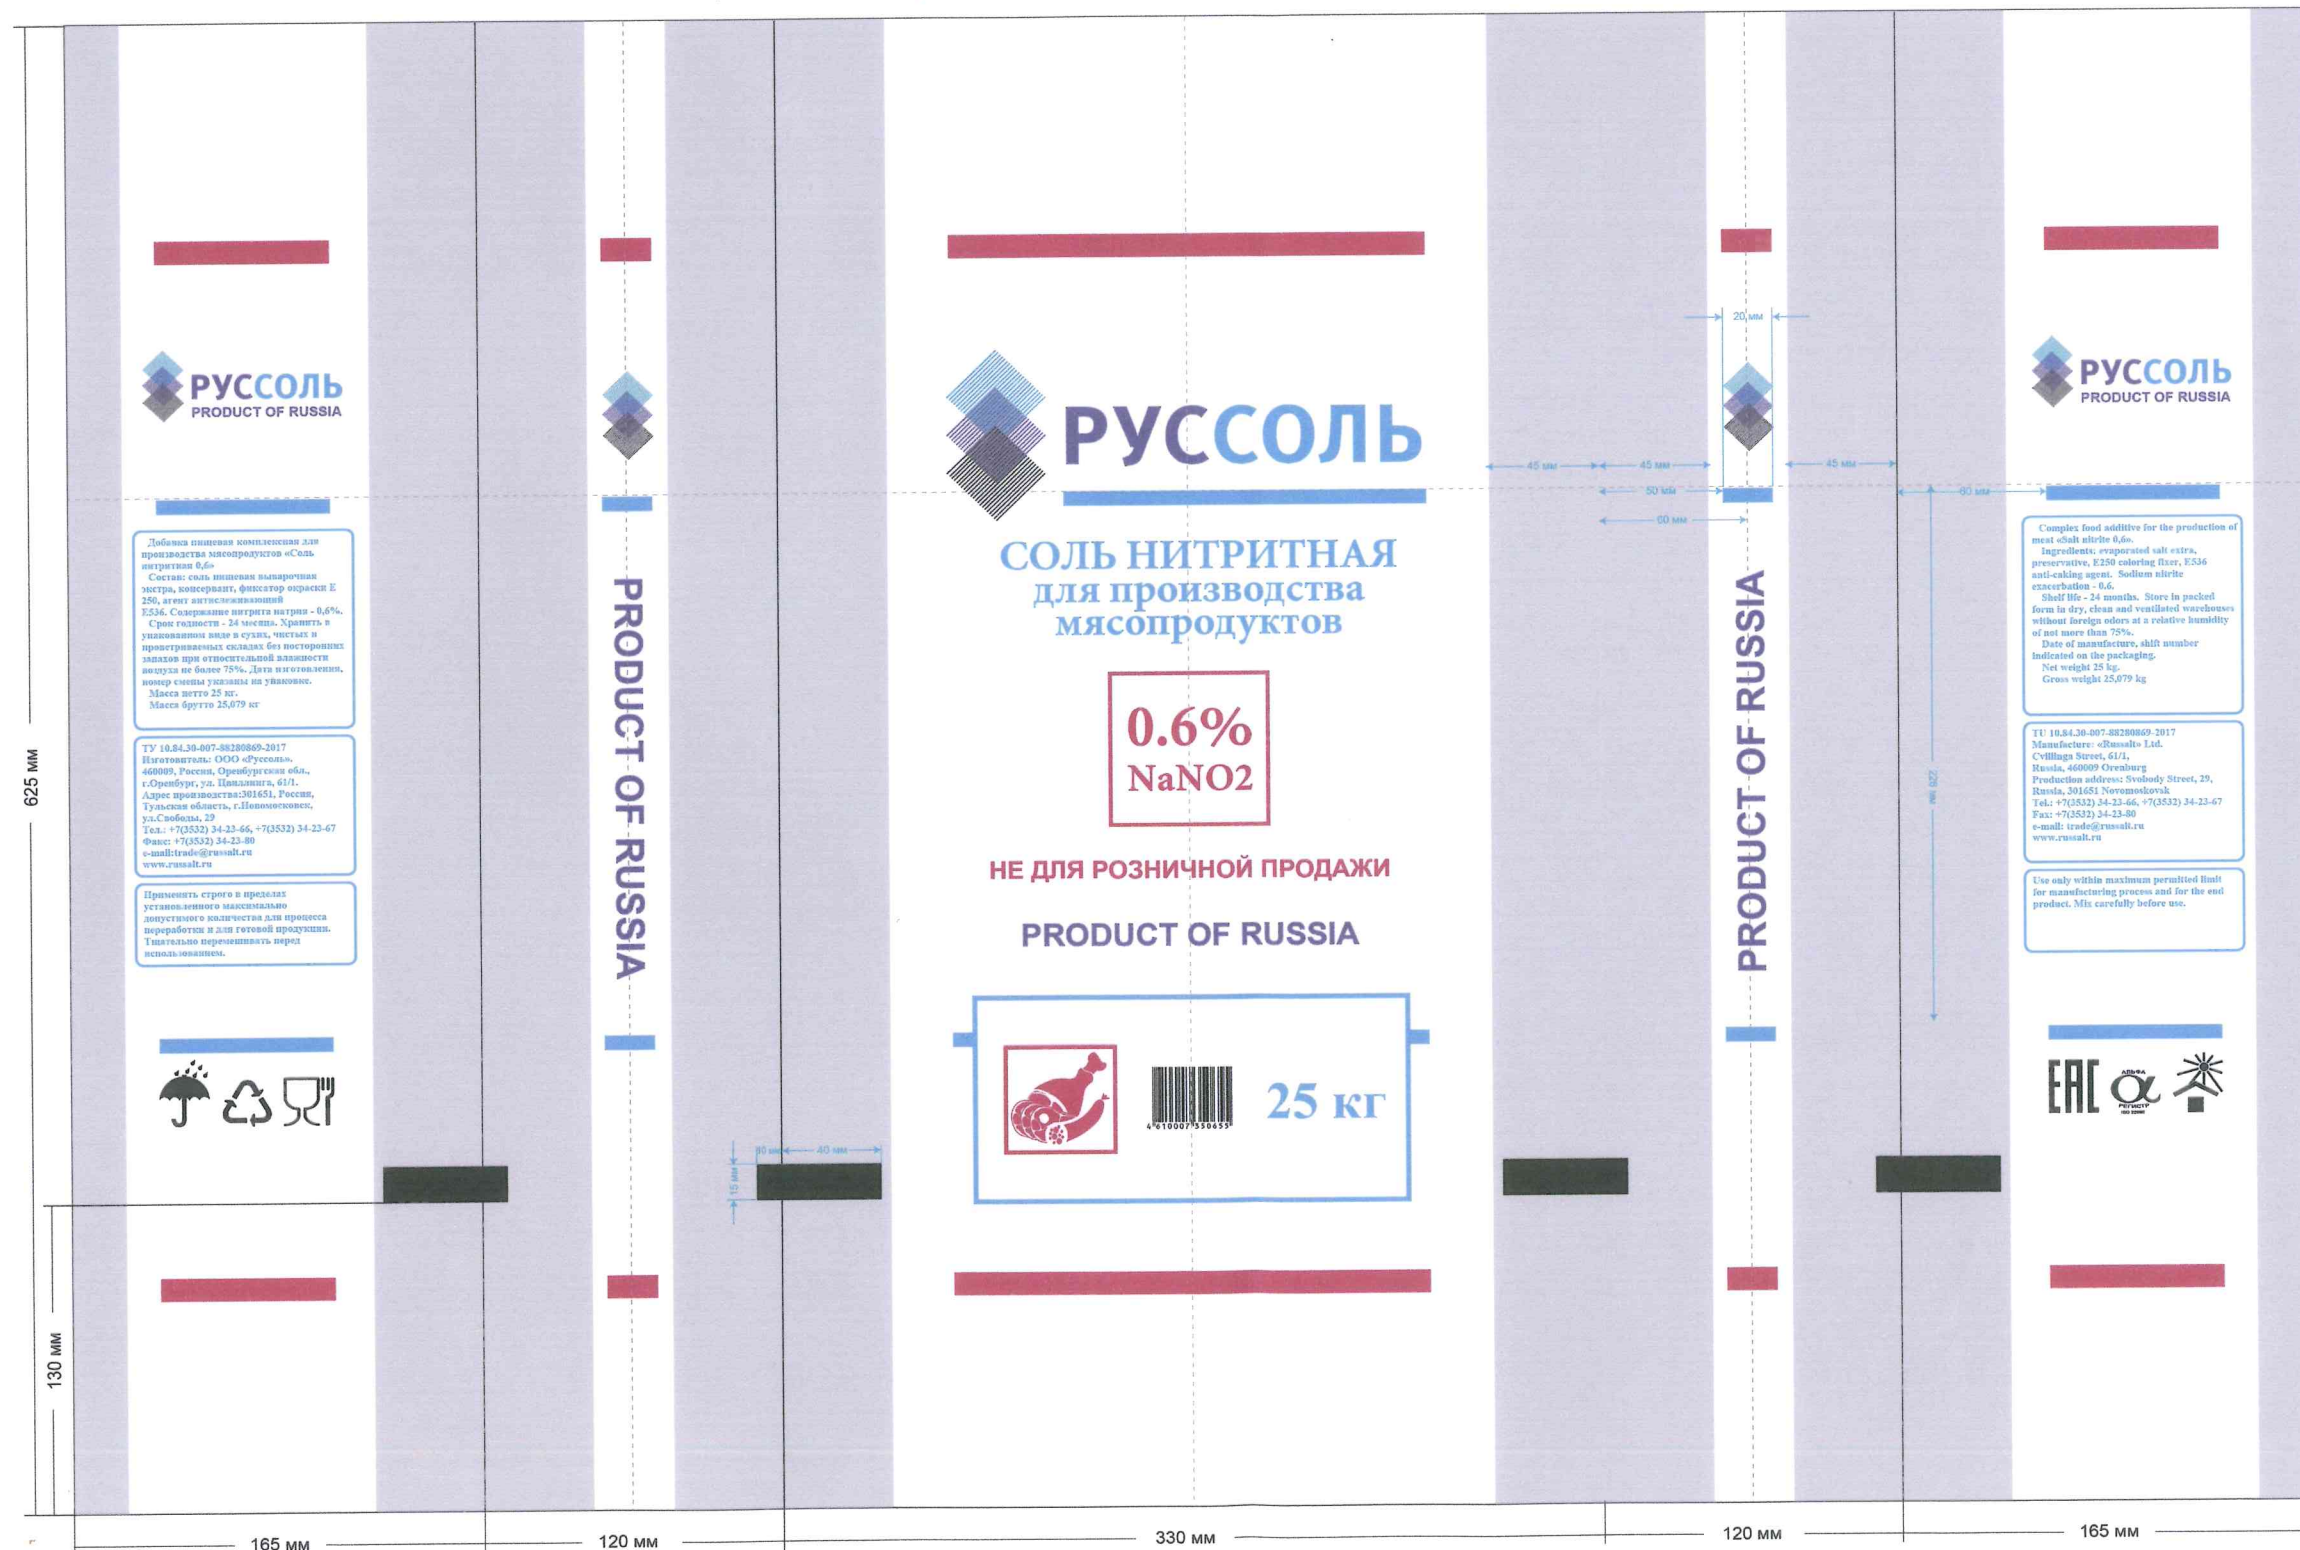 РУССОЛЬ
PRODUCT OF RUSSIA
Добавка пищевая комплексная для
производства мясопродуктов «Соль
нитритная 0,6»
Состав: соль пищевая выварочная
экстра, консервант, фиксатор окраски Е
250, агент антислеживающий
Е536. Содержание нитрита натрия - 0,6%.
Срок годности - 24 месяца. Хранить в
упакованном виде в сухих, чистых и
проветриваемых складах без посторонних
запахов при относительной влажности
воздуха не более 75%. Дата изготовления,
номер смены указаны на упаковке.
Масса нетто 25 кг.
Масса брутто 25,079 кг
ТУ 10.84.30-007-88280869-2017
Изготовитель: ООО «Руссоль».
460009, Россия, Оренбургская обл.,
г.Оренбург, ул. Цвиллинга, 61/1.
Адрес производства:301651, Россия,
Тульская область, г.Новомосковск,
ул.Свободы, 29
Тел.: +7(3532) 34-23-66, +7(3532) 34-23-67
Факс: +7(3532) 34-23-80
e-mail:trade@russalt.ru
www.russalt.ru
Применять строго в пределах
установленного максимально
допустимого количества для процесса
переработки и для готовой продукции.
Тщательно перемешивать перед
использованием.
625 мм
130 мм
165 мм
PRODUCT OF RUSSIA
120 мм
10 мм
40 мм
15 мм
РУССОЛЬ
СОЛЬ НИТРИТНАЯ
для производства
мясопродуктов
0.6%
NaNO2
НЕ ДЛЯ РОЗНИЧНОЙ ПРОДАЖИ
PRODUCT OF RUSSIA
4 610007 350655
25 кг
330 мм
20 мм
45 мм
45 мм
45 мм
50 мм
60 мм
60 мм
225 мм
PRODUCT OF RUSSIA
120 мм
РУССОЛЬ
PRODUCT OF RUSSIA
Complex food additive for the production of
meat «Salt nitrite 0,6».
Ingredients: evaporated salt extra,
preservative, E250 coloring fixer, E536
anti-caking agent. Sodium nitrite
exacerbation - 0.6.
Shelf life - 24 months. Store in packed
form in dry, clean and ventilated warehouses
without foreign odors at a relative humidity
of not more than 75%.
Date of manufacture, shift number
indicated on the packaging.
Net weight 25 kg.
Gross weight 25,079 kg
TU 10.84.30-007-88280869-2017
Manufacture: «Russalt» Ltd.
Cvillinga Street, 61/1,
Russia, 460009 Orenburg
Production address: Svobody Street, 29,
Russia, 301651 Novomoskovsk
Tel.: +7(3532) 34-23-66, +7(3532) 34-23-67
Fax: +7(3532) 34-23-80
e-mail: trade@russalt.ru
www.russalt.ru
Use only within maximum permitted limit
for manufacturing process and for the end
product. Mix carefully before use.
EAC
АЛЬФА
РЕГИСТР
ISO 22000
165 мм